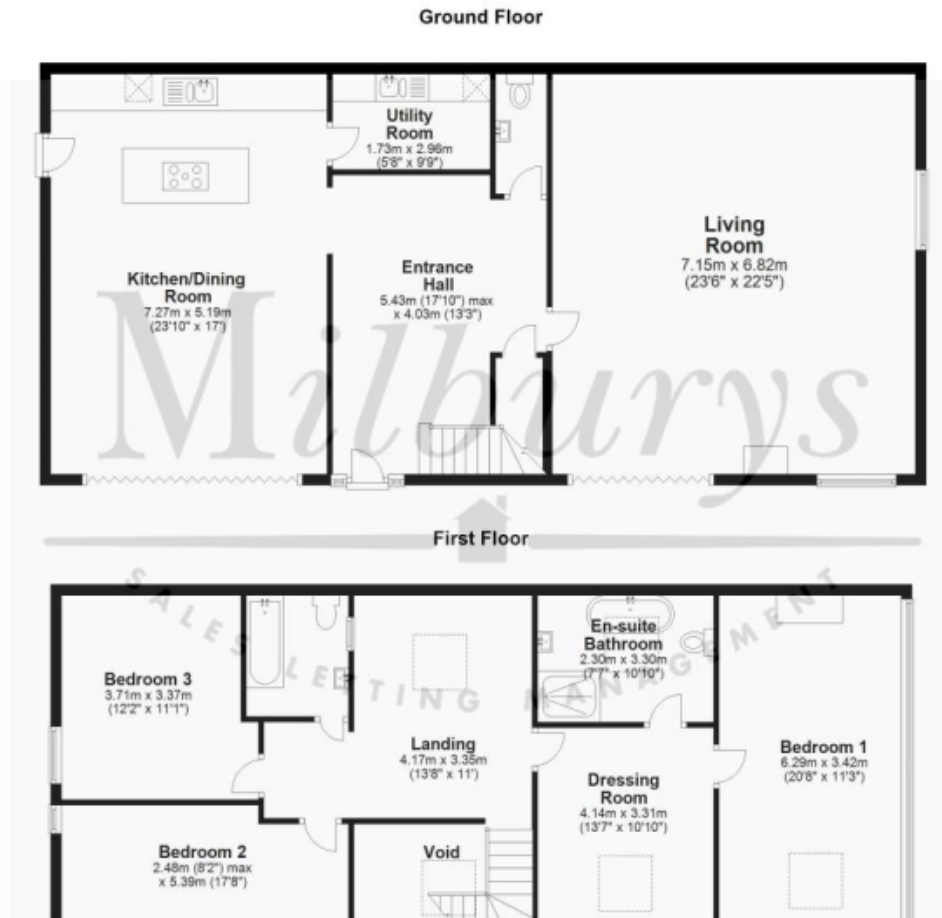 Ground Floor
Utility
Room
1.73m x 2.96m
(5'8" x 9'9")
Living
Room
7.15m x 6.82m
(23'6" x 22'5")
Kitchen/Dining
Room
7.27m x 5.19m
(23'10" x 17')
Entrance
Hall
5.43m (17'10") max
x 4.03m (13'3")
Milburys
First Floor
SALES LETTING MANAGEMENT
En-suite
Bathroom
2.30m x 3.30m
(7'7" x 10'10")
Bedroom 3
3.71m x 3.37m
(12'2" x 11'1")
Landing
4.17m x 3.35m
(13'8" x 11')
Bedroom 1
6.29m x 3.42m
(20'8" x 11'3")
Dressing
Room
4.14m x 3.31m
(13'7" x 10'10")
Bedroom 2
2.48m (8'2") max
x 5.39m (17'8")
Void